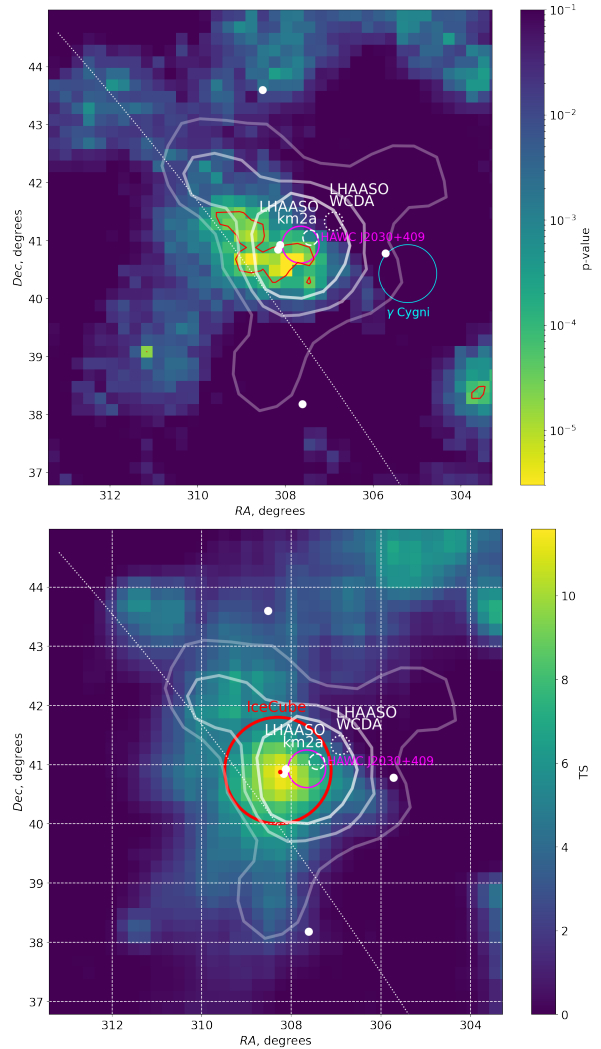 44
43
42
41
40
39
38
37
Dec, degrees
LHAASO
WCDA
LHAASO
km2a
HAWC J2030+409
γ Cygni
312
310
308
306
304
RA, degrees
10⁻¹
10⁻²
10⁻³
10⁻⁴
10⁻⁵
p-value
44
43
42
41
40
39
38
37
Dec, degrees
IceCube
LHAASO
WCDA
LHAASO
km2a
HAWC J2030+409
312
310
308
306
304
RA, degrees
10
8
6
4
2
0
TS